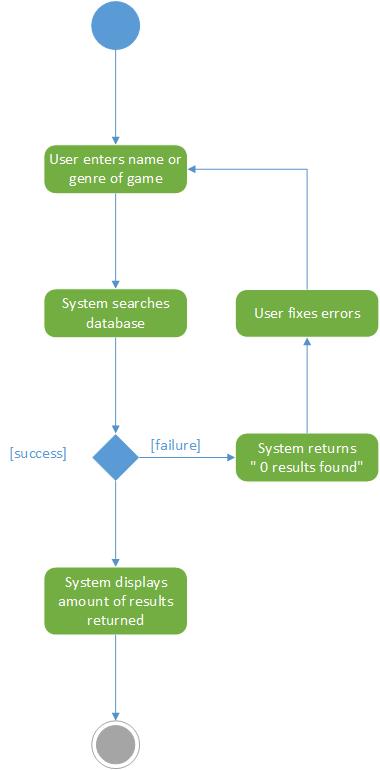 User enters name or
genre of game
System searches
database
User fixes errors
[success]
[failure]
System returns
" 0 results found"
System displays
amount of results
returned